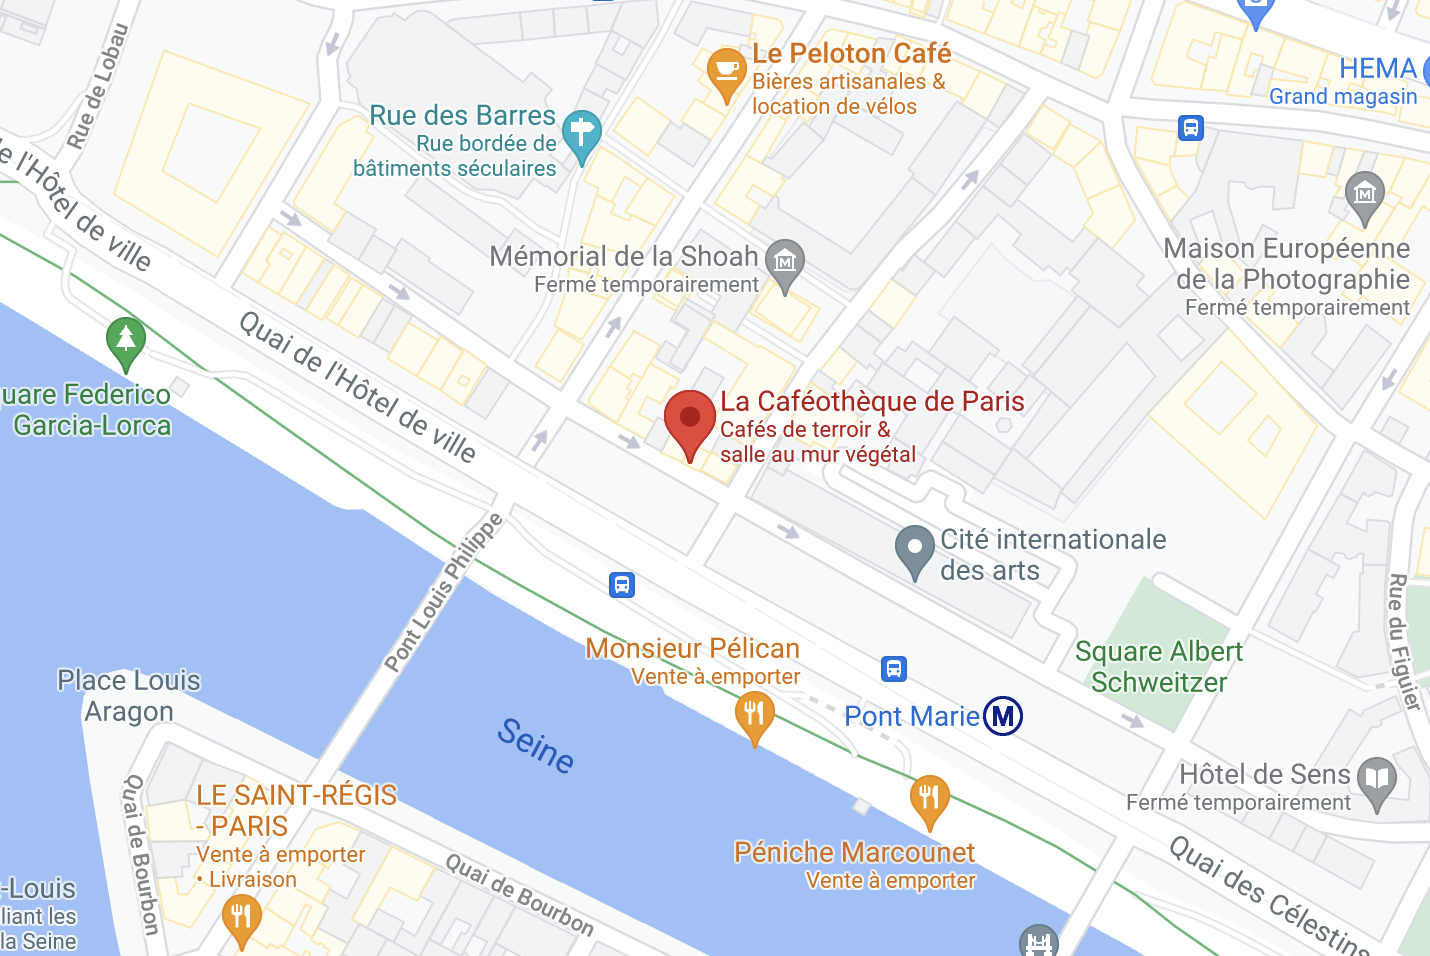 Rue de Lobau
Le Peloton Café
Bières artisanales &
location de vélos
HEMA
Grand magasin
Rue des Barres
Rue bordée de
bâtiments séculaires
de l'Hôtel de ville
Mémorial de la Shoah
Fermé temporairement
Maison Européenne
de la Photographie
Fermé temporairement
Quai de l'Hôtel de ville
uare Federico
Garcia-Lorca
La Caféothèque de Paris
Cafés de terroir &
salle au mur végétal
Pont Louis Philippe
Cité internationale
des arts
Rue du Figuier
Monsieur Pélican
Vente à emporter
Square Albert
Schweitzer
Place Louis
Aragon
Pont Marie
M
Seine
Hôtel de Sens
Fermé temporairement
LE SAINT-RÉGIS
- PARIS
Vente à emporter
• Livraison
Quai de Bourbon
Péniche Marcounet
Vente à emporter
Quai de Bourbon
Quai des Célestins
t-Louis
liant les
la Seine